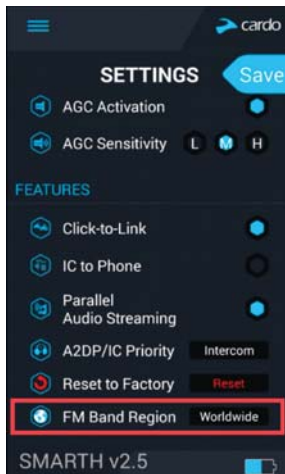 cardo
SETTINGS
Save
AGC Activation
AGC Sensitivity L M H
FEATURES
Click-to-Link
IC to Phone
Parallel
Audio Streaming
A2DP/IC Priority Intercom
Reset to Factory Reset
FM Band Region Worldwide
SMARTH v2.5